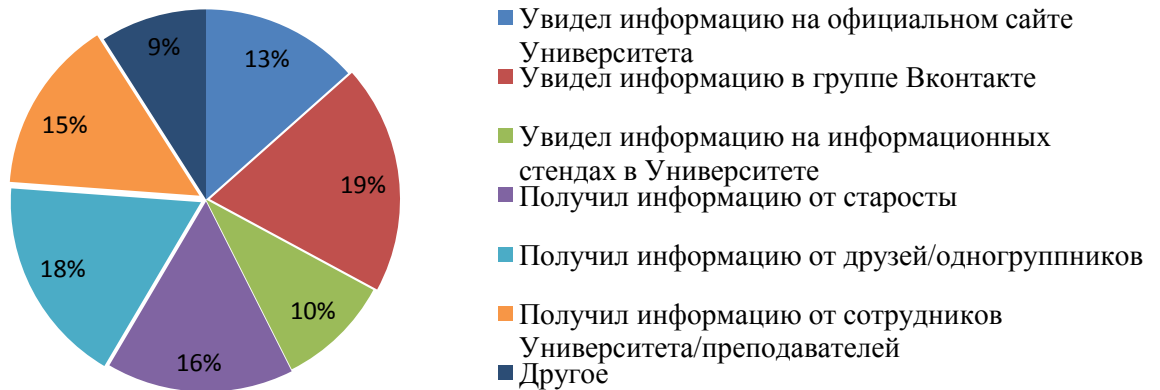 9%
13%
15%
19%
18%
10%
16%
Увидел информацию на официальном сайте
Университета
Увидел информацию в группе Вконтакте
Увидел информацию на информационных
стендах в Университете
Получил информацию от старосты
Получил информацию от друзей/одногруппников
Получил информацию от сотрудников
Университета/преподавателей
Другое